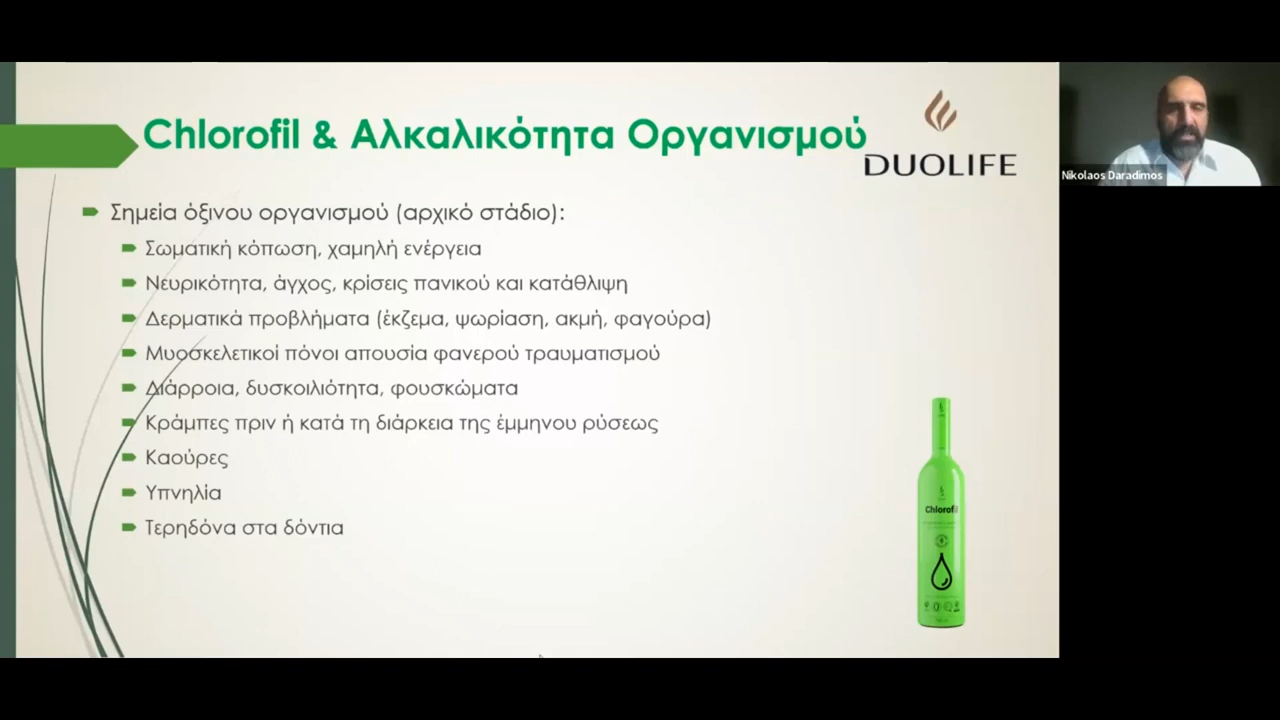 Chlorofil & Αλκαλικότητα Οργανισμού
DUOLIFE
Nikolaos Daradimos
Σημεία όξινου οργανισμού (αρχικό στάδιο):
Σωματική κόπωση, χαμηλή ενέργεια
Νευρικότητα, άγχος, κρίσεις πανικού και κατάθλιψη
Δερματικά προβλήματα (έκζεμα, ψωρίαση, ακμή, φαγούρα)
Μυοσκελετικοί πόνοι απουσία φανερού τραυματισμού
Διάρροια, δυσκοιλιότητα, φουσκώματα
Κράμπες πριν ή κατά τη διάρκεια της έμμηνου ρύσεως
Καούρες
Υπνηλία
Τερηδόνα στα δόντια
Chlorofil